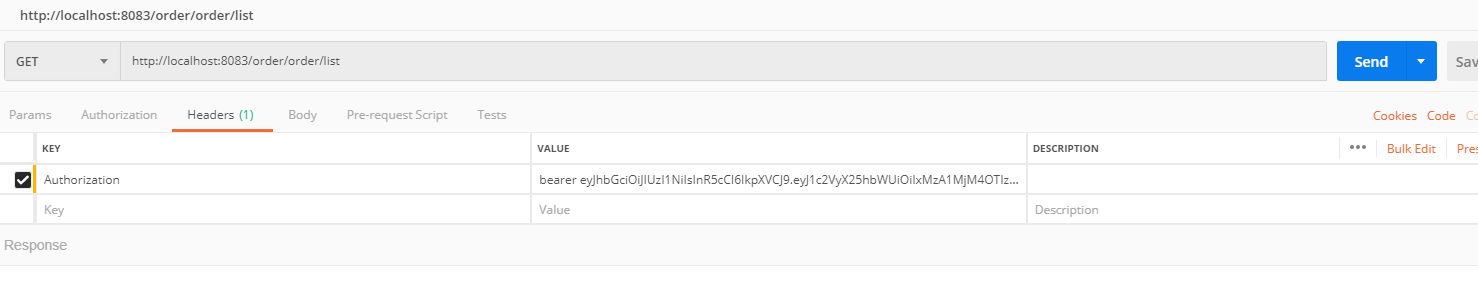 http://localhost:8083/order/order/list
GET http://localhost:8083/order/order/list Send Sav
Params Authorization Headers (1) Body Pre-request Script Tests Cookies Code Co
KEY VALUE DESCRIPTION ••• Bulk Edit Pres
Authorization bearer eyJhbGciOiJIUzI1NiIsInR5cCI6IkpXVCJ9.eyJ1c2VyX25hbWUiOiIxMzA1MjM4OTIz...
Key Value Description
Response